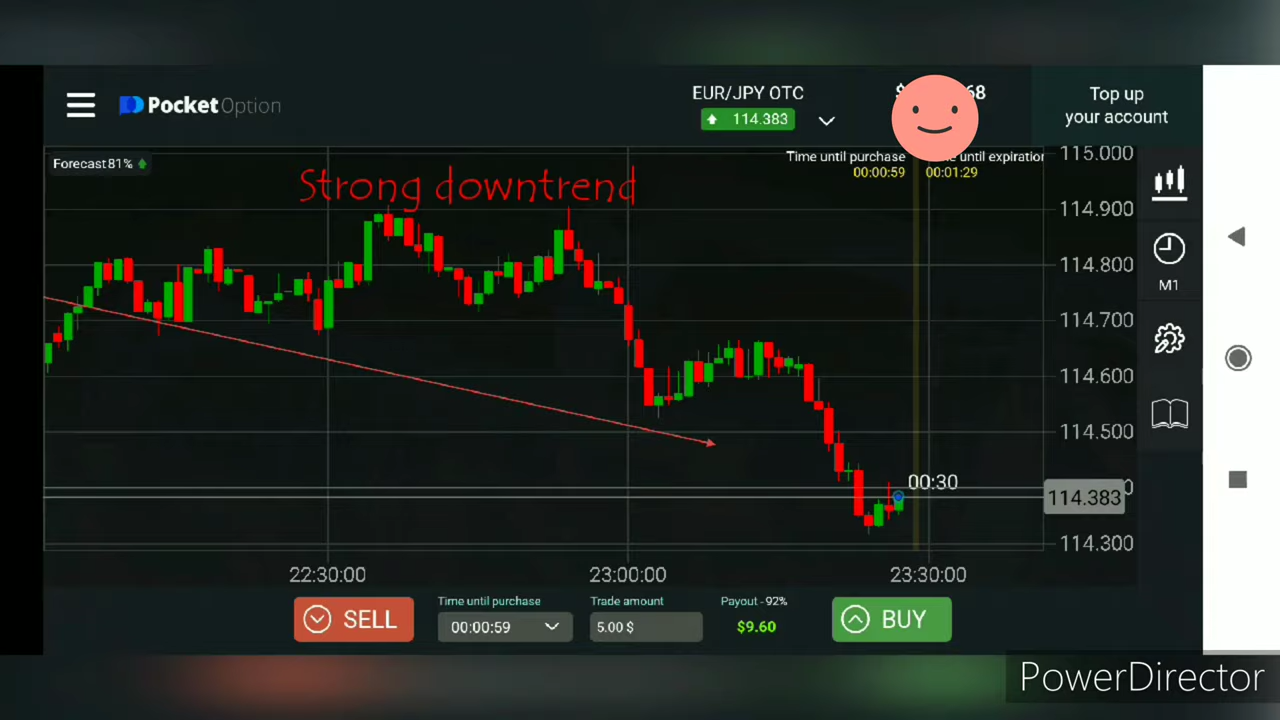 PocketOption
EUR/JPY OTC
114.383
Top up
your account
Forecast 81%
Strong downtrend
Time until purchase
00:00:59
until expiration
00:01:29
115.000
114.900
114.800
114.700
114.600
114.500
114.383
114.300
00:30
M1
22:30:00
23:00:00
23:30:00
SELL
Time until purchase
00:00:59
Trade amount
5.00 $
Payout - 92%
$9.60
BUY
PowerDirector